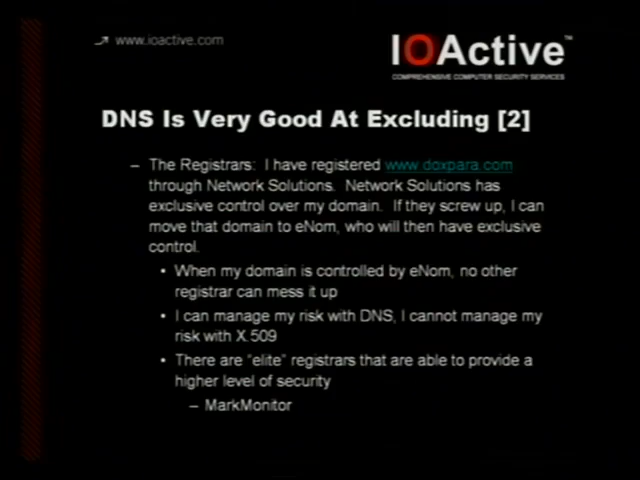 www.ioactive.com
IOActive™
COMPREHENSIVE COMPUTER SECURITY SERVICES
DNS Is Very Good At Excluding [2]
– The Registrars: I have registered www.doxpara.com
through Network Solutions. Network Solutions has
exclusive control over my domain. If they screw up, I can
move that domain to eNom, who will then have exclusive
control.
• When my domain is controlled by eNom, no other
registrar can mess it up
• I can manage my risk with DNS, I cannot manage my
risk with X.509
• There are "elite" registrars that are able to provide a
higher level of security
– MarkMonitor